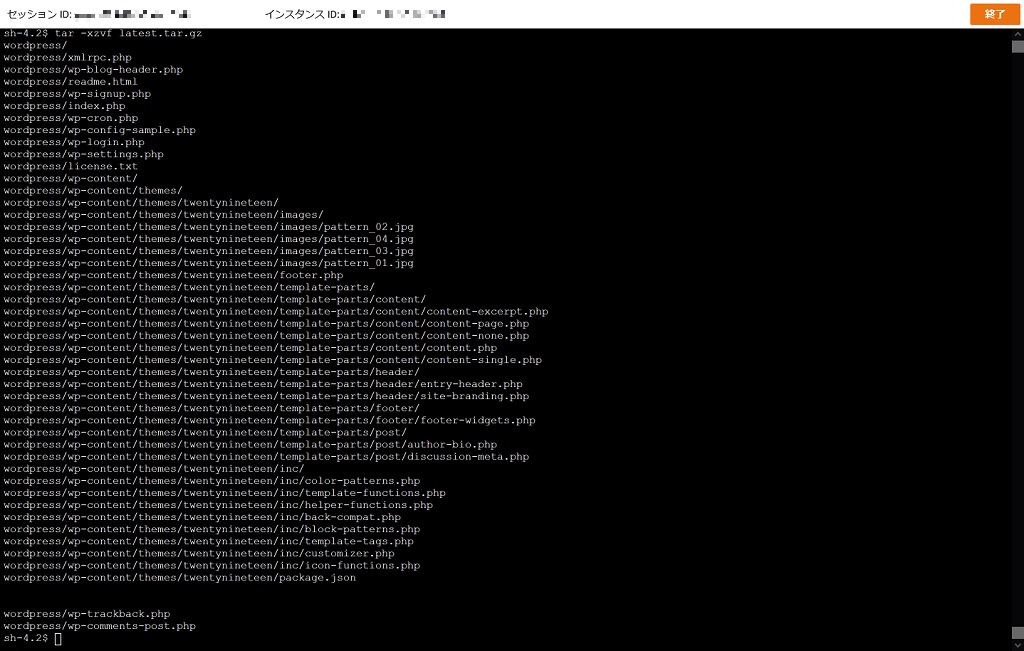 セッション ID:
インスタンス ID:
終了
sh-4.2$ tar -xzvf latest.tar.gz
wordpress/
wordpress/xmlrpc.php
wordpress/wp-blog-header.php
wordpress/readme.html
wordpress/wp-signup.php
wordpress/index.php
wordpress/wp-cron.php
wordpress/wp-config-sample.php
wordpress/wp-login.php
wordpress/wp-settings.php
wordpress/license.txt
wordpress/wp-content/
wordpress/wp-content/themes/
wordpress/wp-content/themes/twentynineteen/
wordpress/wp-content/themes/twentynineteen/images/
wordpress/wp-content/themes/twentynineteen/images/pattern_02.jpg
wordpress/wp-content/themes/twentynineteen/images/pattern_04.jpg
wordpress/wp-content/themes/twentynineteen/images/pattern_03.jpg
wordpress/wp-content/themes/twentynineteen/images/pattern_01.jpg
wordpress/wp-content/themes/twentynineteen/footer.php
wordpress/wp-content/themes/twentynineteen/template-parts/
wordpress/wp-content/themes/twentynineteen/template-parts/content/
wordpress/wp-content/themes/twentynineteen/template-parts/content/content-excerpt.php
wordpress/wp-content/themes/twentynineteen/template-parts/content/content-page.php
wordpress/wp-content/themes/twentynineteen/template-parts/content/content-none.php
wordpress/wp-content/themes/twentynineteen/template-parts/content/content.php
wordpress/wp-content/themes/twentynineteen/template-parts/content/content-single.php
wordpress/wp-content/themes/twentynineteen/template-parts/header/
wordpress/wp-content/themes/twentynineteen/template-parts/header/entry-header.php
wordpress/wp-content/themes/twentynineteen/template-parts/header/site-branding.php
wordpress/wp-content/themes/twentynineteen/template-parts/footer/
wordpress/wp-content/themes/twentynineteen/template-parts/footer/footer-widgets.php
wordpress/wp-content/themes/twentynineteen/template-parts/post/
wordpress/wp-content/themes/twentynineteen/template-parts/post/author-bio.php
wordpress/wp-content/themes/twentynineteen/template-parts/post/discussion-meta.php
wordpress/wp-content/themes/twentynineteen/inc/
wordpress/wp-content/themes/twentynineteen/inc/color-patterns.php
wordpress/wp-content/themes/twentynineteen/inc/template-functions.php
wordpress/wp-content/themes/twentynineteen/inc/helper-functions.php
wordpress/wp-content/themes/twentynineteen/inc/back-compat.php
wordpress/wp-content/themes/twentynineteen/inc/block-patterns.php
wordpress/wp-content/themes/twentynineteen/inc/template-tags.php
wordpress/wp-content/themes/twentynineteen/inc/customizer.php
wordpress/wp-content/themes/twentynineteen/inc/icon-functions.php
wordpress/wp-content/themes/twentynineteen/package.json
wordpress/wp-trackback.php
wordpress/wp-comments-post.php
sh-4.2$